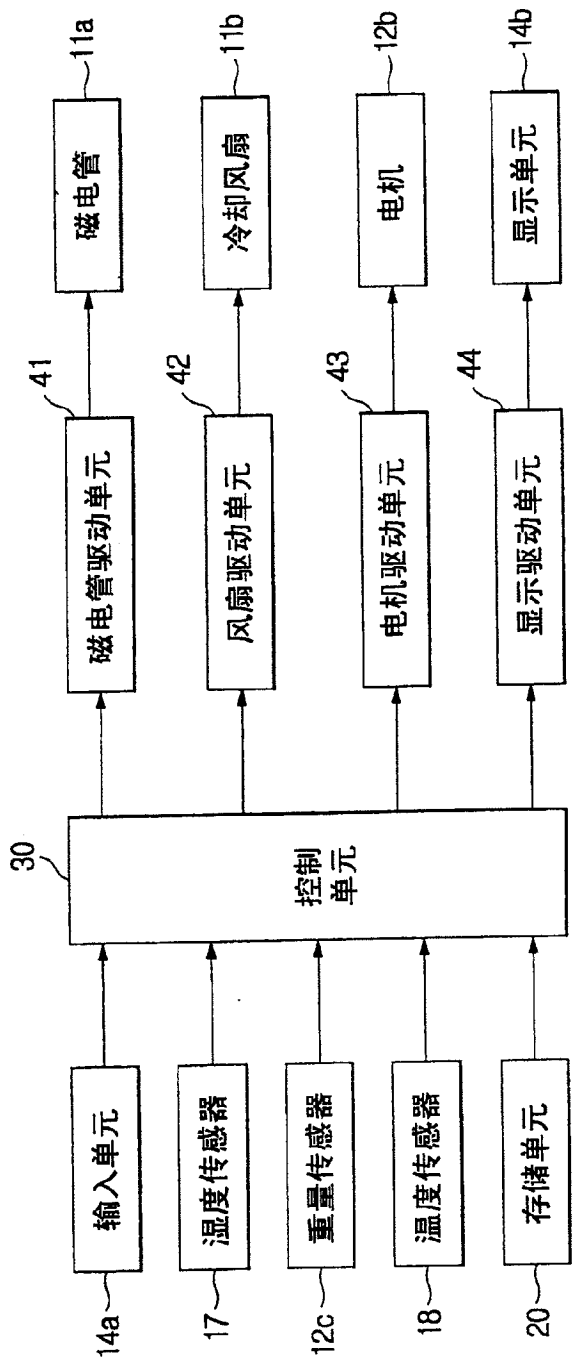 14a
输入单元
17
湿度传感器
12c
重量传感器
18
温度传感器
20
存储单元
30
控制
单元
41
磁电管驱动单元
42
风扇驱动单元
43
电机驱动单元
44
显示驱动单元
磁电管
11a
冷却风扇
11b
电机
12b
显示单元
14b